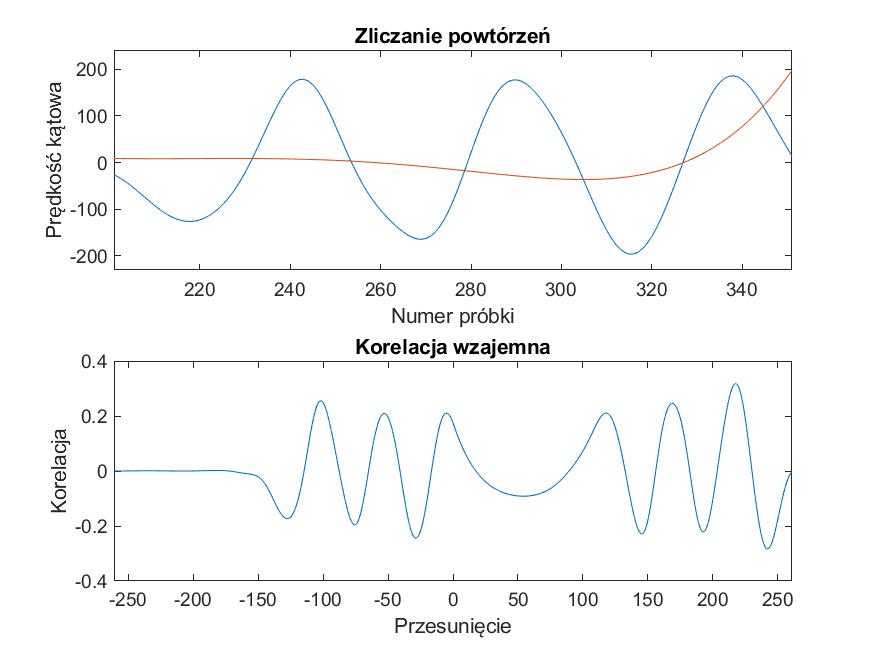 Zliczanie powtórzeń
200
100
0
-100
-200
Prędkość kątowa
220 240 260 280 300 320 340
Numer próbki
Korelacja wzajemna
0.4
0.2
0
-0.2
-0.4
Korelacja
-250 -200 -150 -100 -50 0 50 100 150 200 250
Przesunięcie